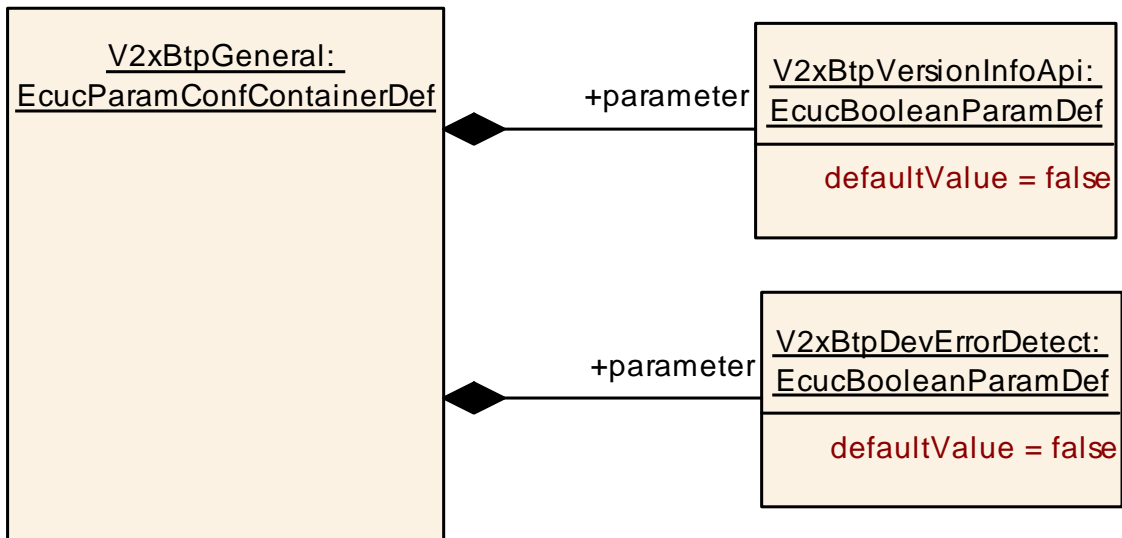 V2xBtpGeneral:
EcucParamConfContainerDef
+parameter
V2xBtpVersionInfoApi:
EcucBooleanParamDef
defaultValue = false
+parameter
V2xBtpDevErrorDetect:
EcucBooleanParamDef
defaultValue = false